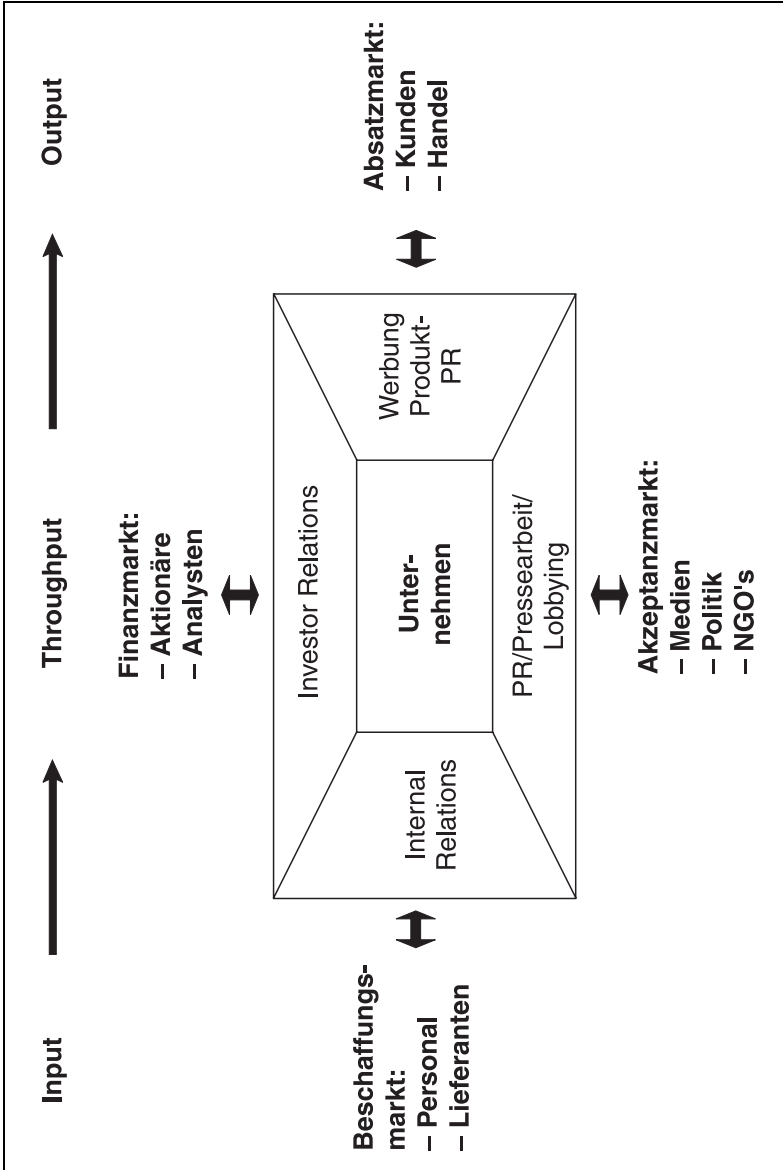 Input
Throughput
Output
Finanzmarkt:
– Aktionäre
– Analysten
Investor Relations
Beschaffungs-
markt:
– Personal
– Lieferanten
Internal
Relations
Unter-
nehmen
Werbung
Produkt-
PR
Absatzmarkt:
– Kunden
– Handel
PR/Pressearbeit/
Lobbying
Akzeptanzmarkt:
– Medien
– Politik
– NGO's